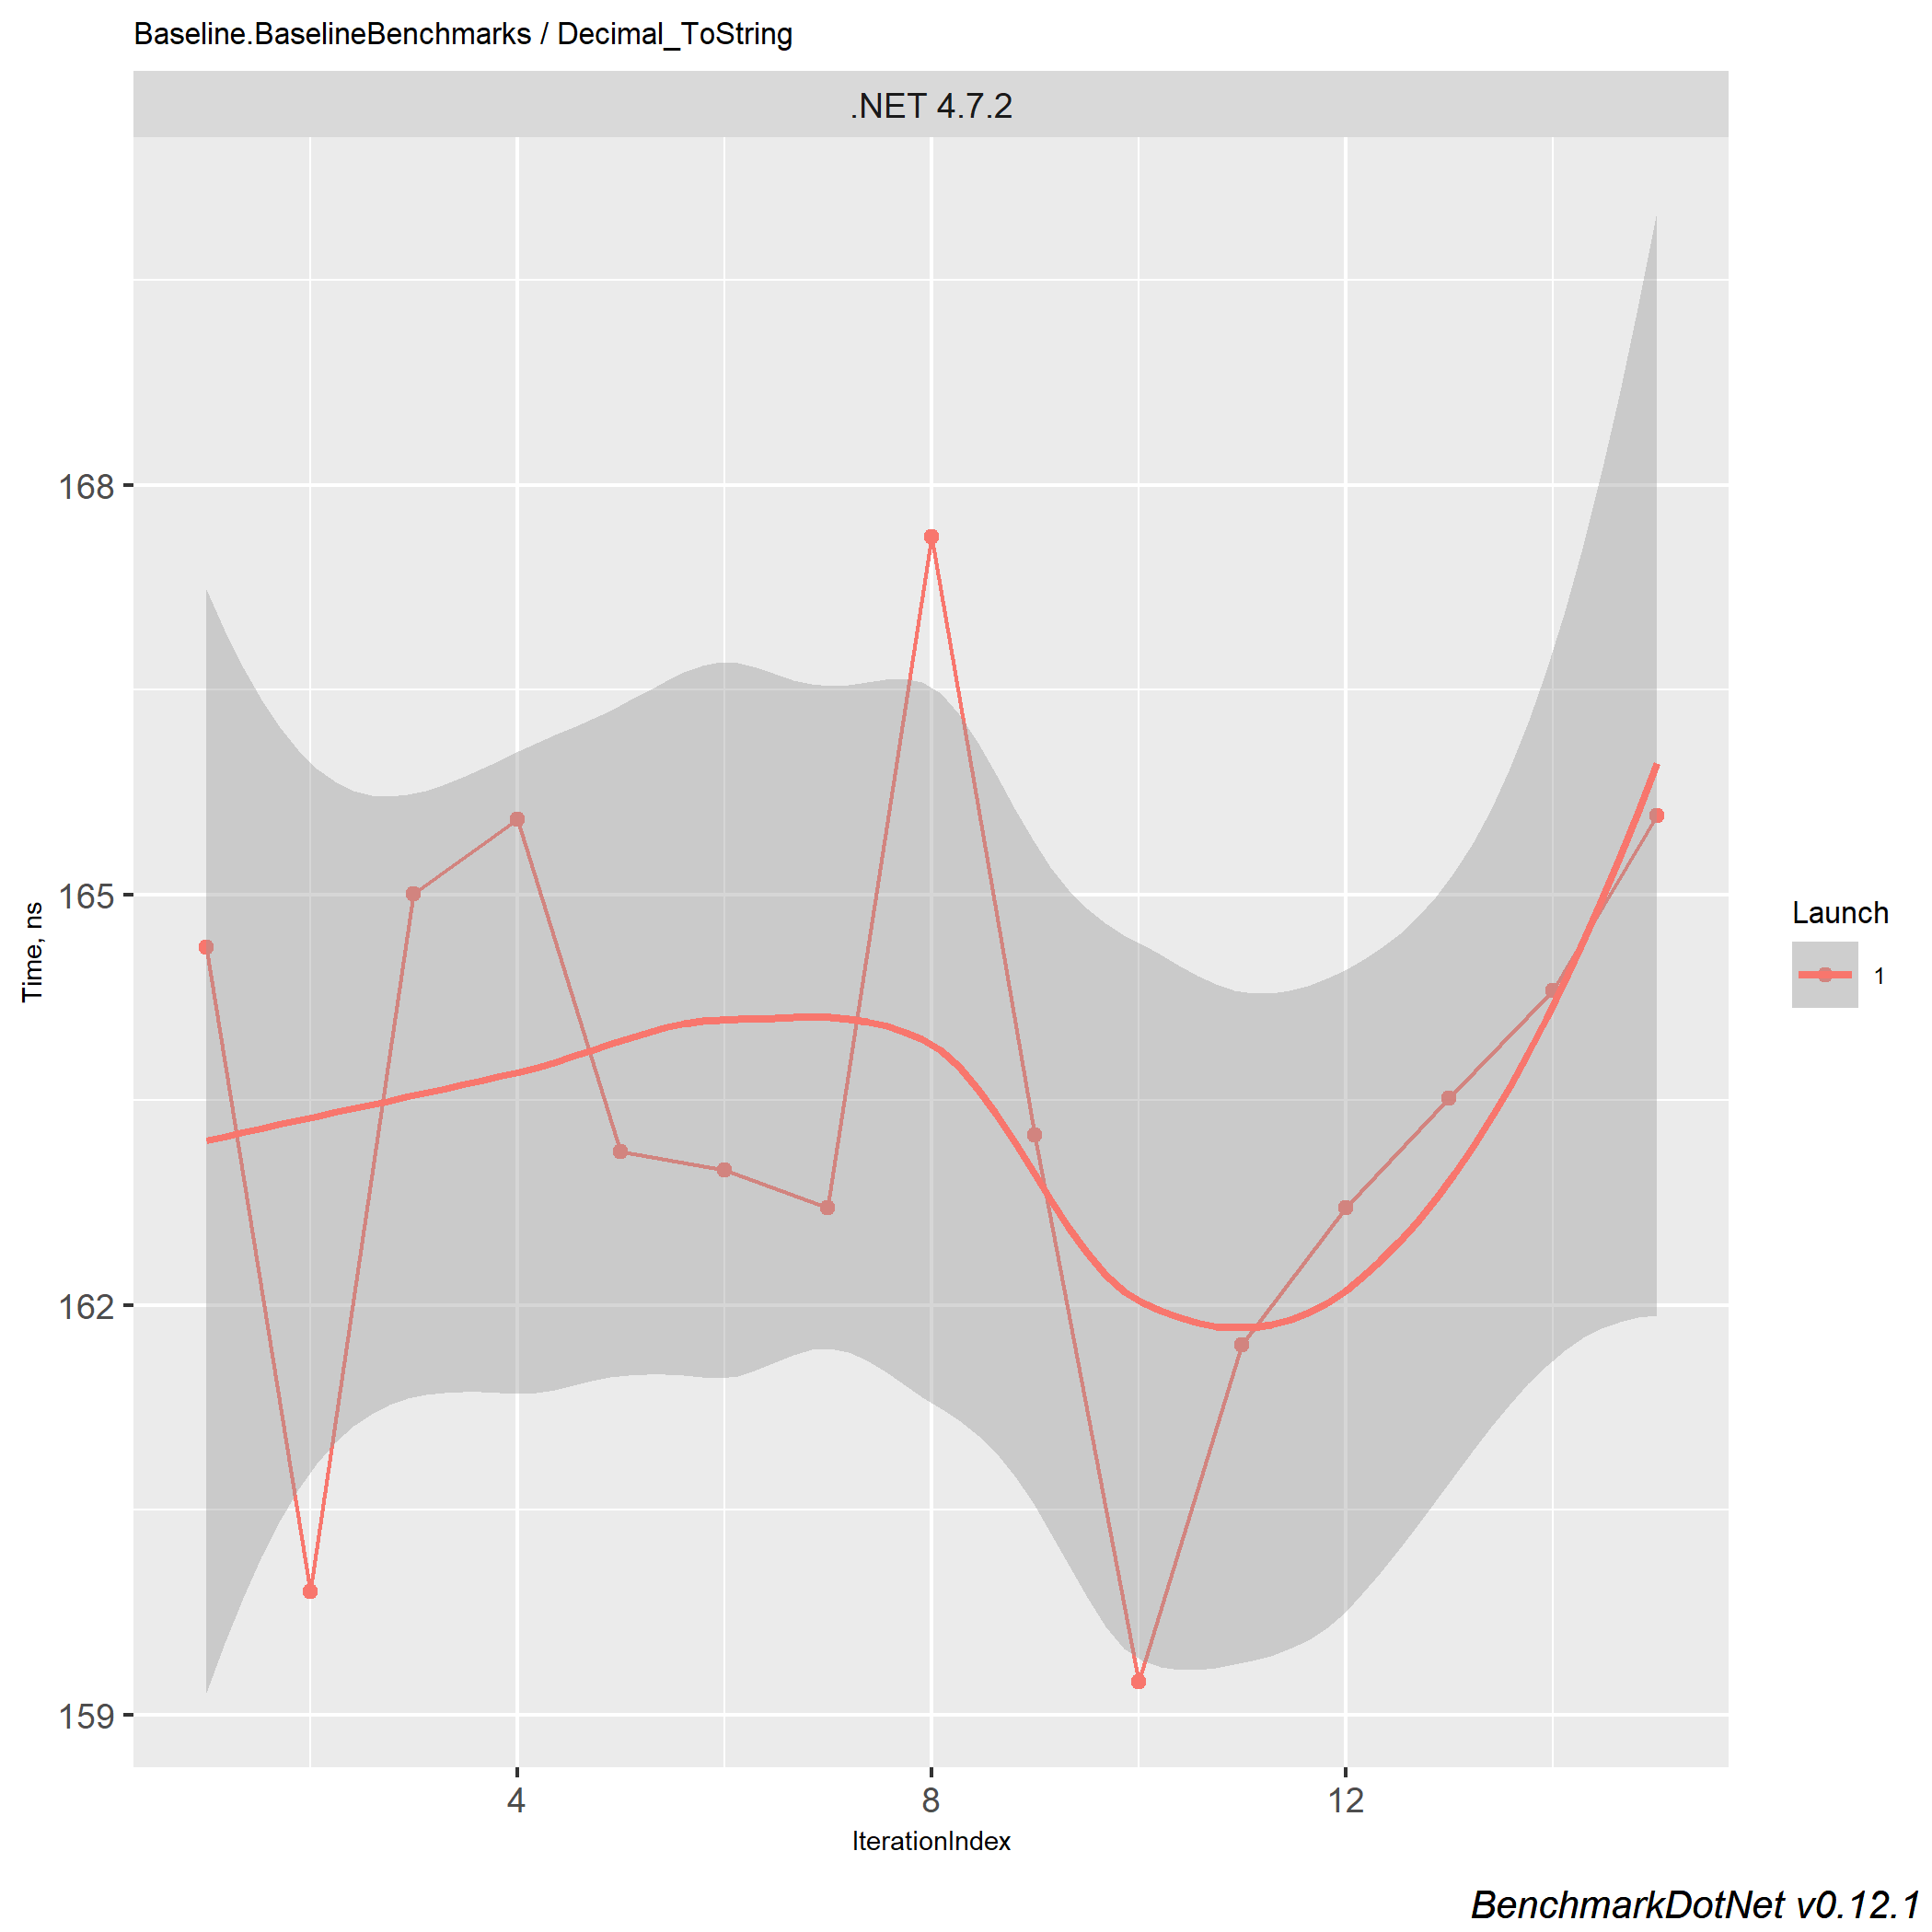 Baseline.BaselineBenchmarks / Decimal_ToString
.NET 4.7.2
168
165
162
159
Time, ns
4
8
12
IterationIndex
Launch
1
BenchmarkDotNet v0.12.1